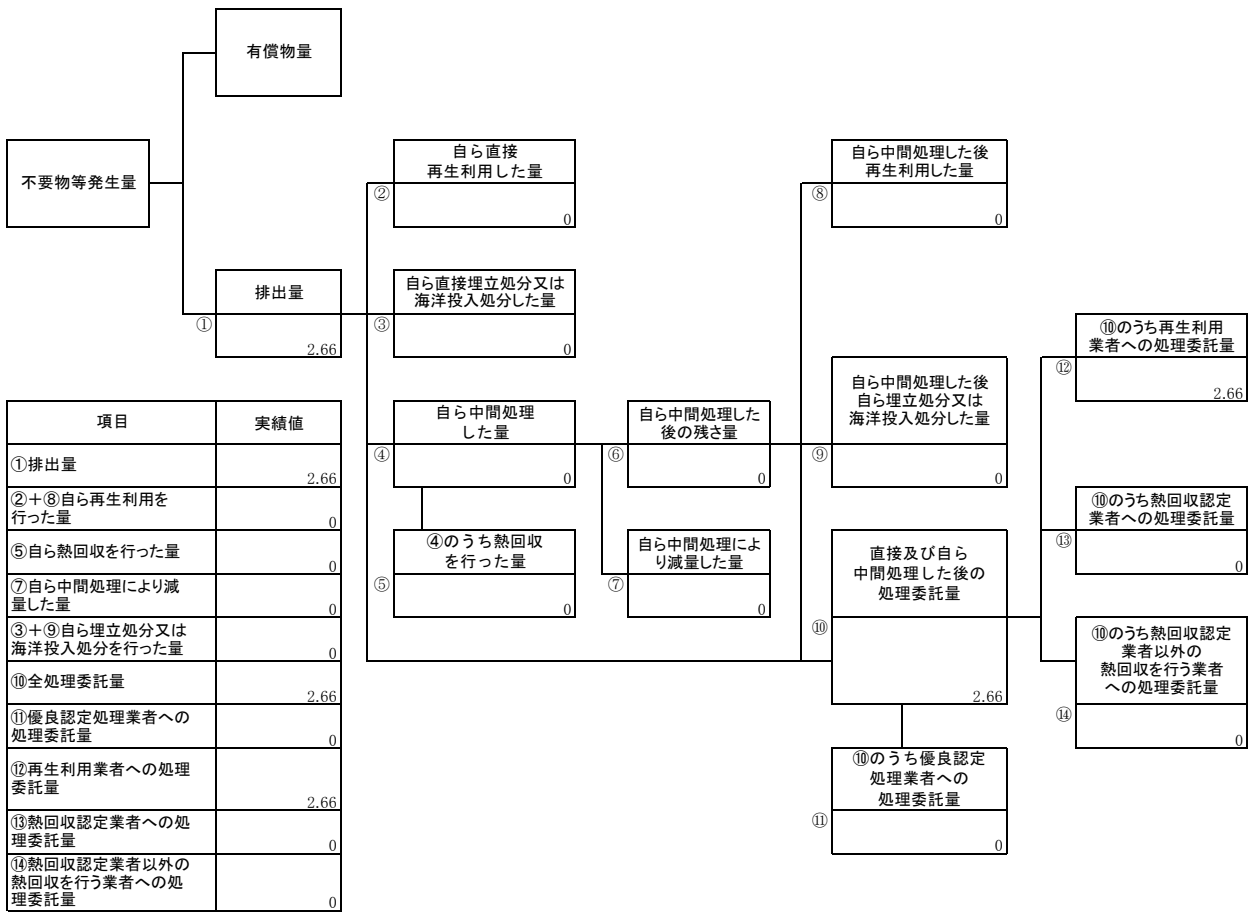 有償物量
不要物等発生量
排出量
①
2.66
自ら直接
再生利用した量
②
0
自ら直接埋立処分又は
海洋投入処分した量
③
0
自ら中間処理
した量
④
0
④のうち熱回収
を行った量
⑤
0
自ら中間処理した
後の残さ量
⑥
0
自ら中間処理によ
り減量した量
⑦
0
自ら中間処理した後
再生利用した量
⑧
0
自ら中間処理した後
自ら埋立処分又は
海洋投入処分した量
⑨
0
直接及び自ら
中間処理した後の
処理委託量
⑩
2.66
⑩のうち優良認定
処理業者への
処理委託量
⑪
0
⑩のうち再生利用
業者への処理委託量
⑫
2.66
⑩のうち熱回収認定
業者への処理委託量
⑬
0
⑩のうち熱回収認定
業者以外の
熱回収を行う業者
への処理委託量
⑭
0
項目 実績値
①排出量 2.66
②＋⑧自ら再生利用を
行った量 0
⑤自ら熱回収を行った量 0
⑦自ら中間処理により減
量した量 0
③＋⑨自ら埋立処分又は
海洋投入処分を行った量 0
⑩全処理委託量 2.66
⑪優良認定処理業者への
処理委託量 0
⑫再生利用業者への処理
委託量 2.66
⑬熱回収認定業者への処
理委託量 0
⑭熱回収認定業者以外の
熱回収を行う業者への処
理委託量 0